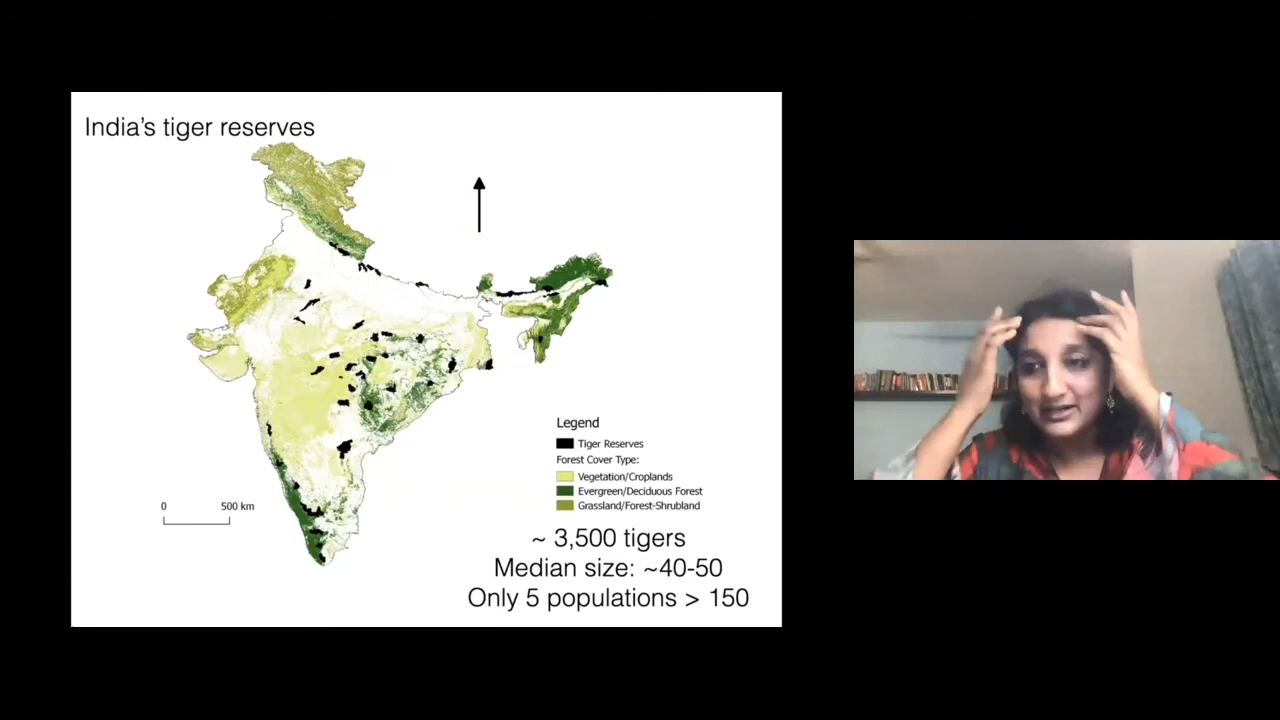 India's tiger reserves
Legend
Tiger Reserves
Forest Cover Type:
Vegetation/Croplands
Evergreen/Deciduous Forest
Grassland/Forest-Shrubland
0 500 km
~ 3,500 tigers
Median size: ~40-50
Only 5 populations > 150